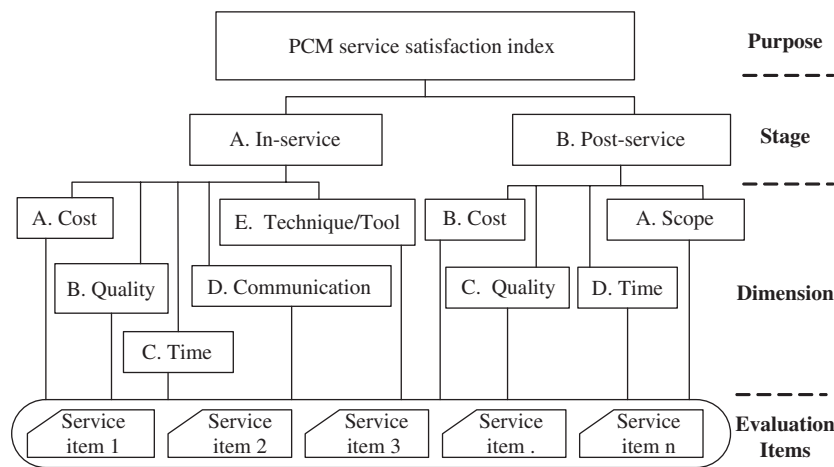 PCM service satisfaction index
Purpose
A. In-service
B. Post-service
Stage
A. Cost
E. Technique/Tool
B. Cost
A. Scope
B. Quality
D. Communication
C. Quality
D. Time
Dimension
C. Time
Service
item 1
Service
item 2
Service
item 3
Service
item .
Service
item n
Evaluation
Items